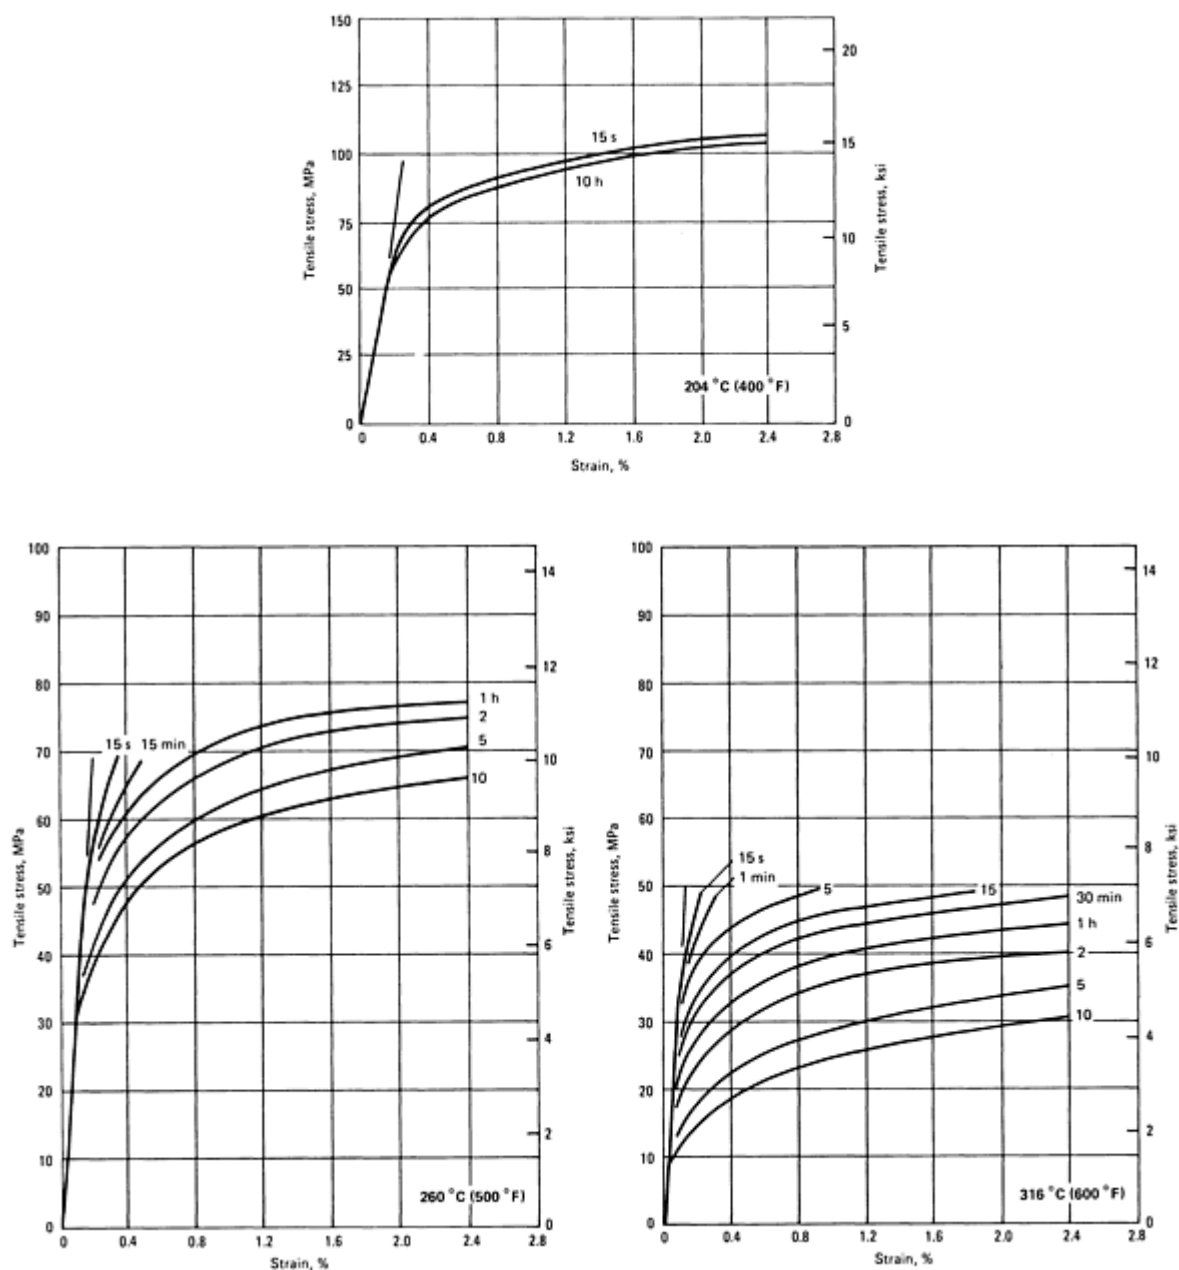 150
125
100
75
50
25
0
Tensile stress, MPa
20
15
10
5
0
Tensile stress, ksi
15 s
10 h
204 °C (400 °F)
0 0.4 0.8 1.2 1.6 2.0 2.4 2.8
Strain, %
100
90
80
70
60
50
40
30
20
10
0
Tensile stress, MPa
14
12
10
8
6
4
2
0
Tensile stress, ksi
1 h
2
15 s 15 min
5
10
260 °C (500 °F)
0 0.4 0.8 1.2 1.6 2.0 2.4 2.8
Strain, %
100
90
80
70
60
50
40
30
20
10
0
Tensile stress, MPa
14
12
10
8
6
4
2
0
Tensile stress, ksi
15 s
1 min
5
15
30 min
1 h
2
5
10
316 °C (600 °F)
0 0.4 0.8 1.2 1.6 2.0 2.4 2.8
Strain, %